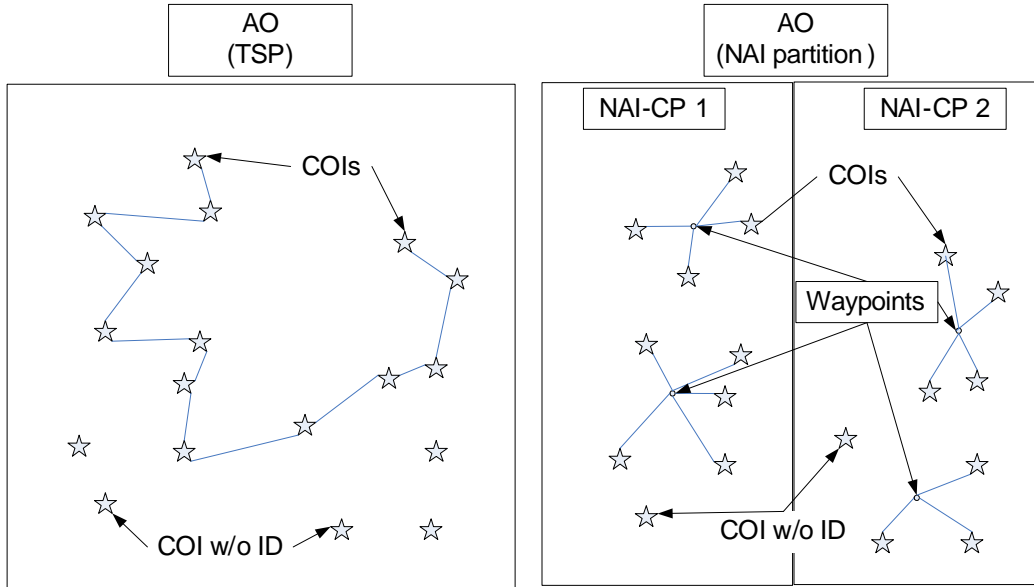 AO
(TSP)
COIs
COI w/o ID
AO
(NAI partition)
NAI-CP 1
NAI-CP 2
COIs
Waypoints
COI w/o ID